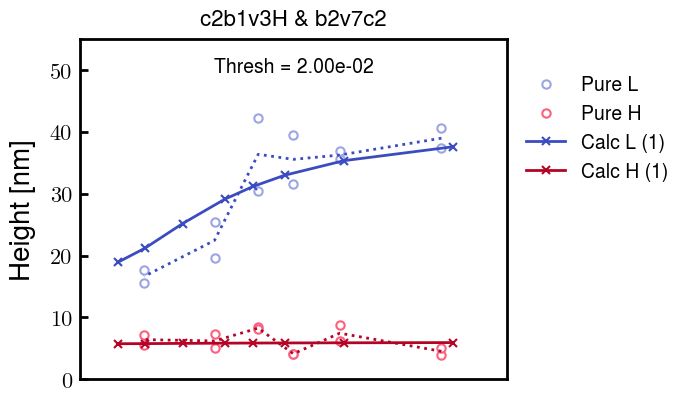 c2b1v3H & b2v7c2
Thresh = 2.00e-02
Height [nm]
50
40
30
20
10
0
Pure L
Pure H
Calc L (1)
Calc H (1)